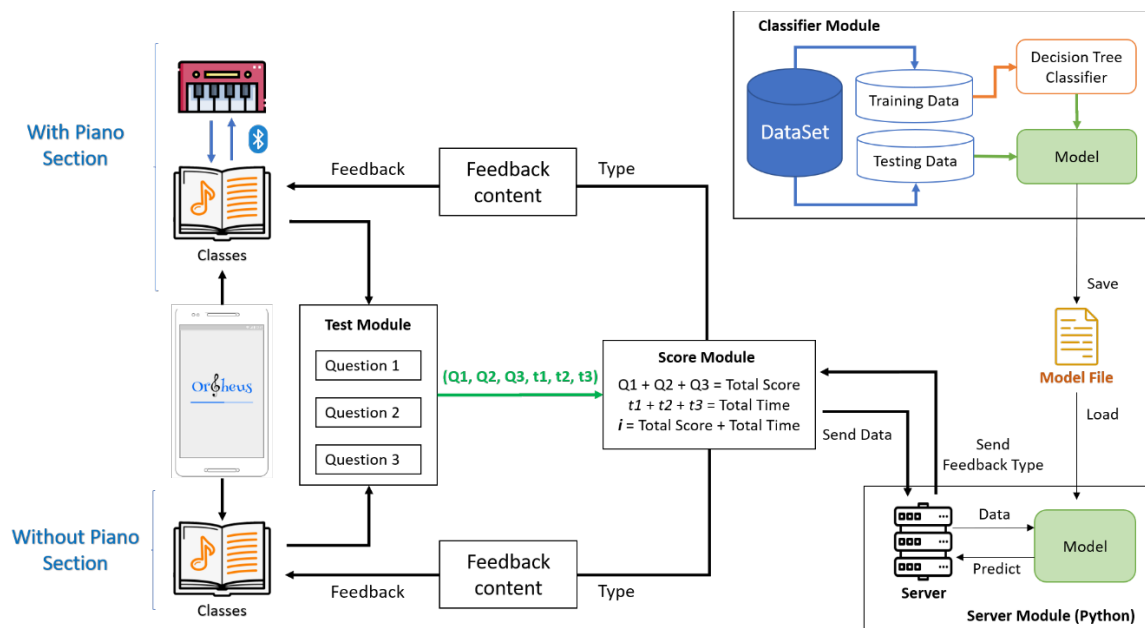 Classifier Module
DataSet
Training Data
Testing Data
Decision Tree
Classifier
Model
With Piano
Section
Feedback
Feedback
content
Type
Classes
Save
Model File
Load
Orpheus
Test Module
Question 1
Question 2
Question 3
(Q1, Q2, Q3, t1, t2, t3)
Score Module
Q1 + Q2 + Q3 = Total Score
t1 + t2 + t3 = Total Time
i = Total Score + Total Time
Send Data
Send
Feedback Type
Without Piano
Section
Classes
Feedback
Feedback
content
Type
Data
Predict
Server
Model
Server Module (Python)